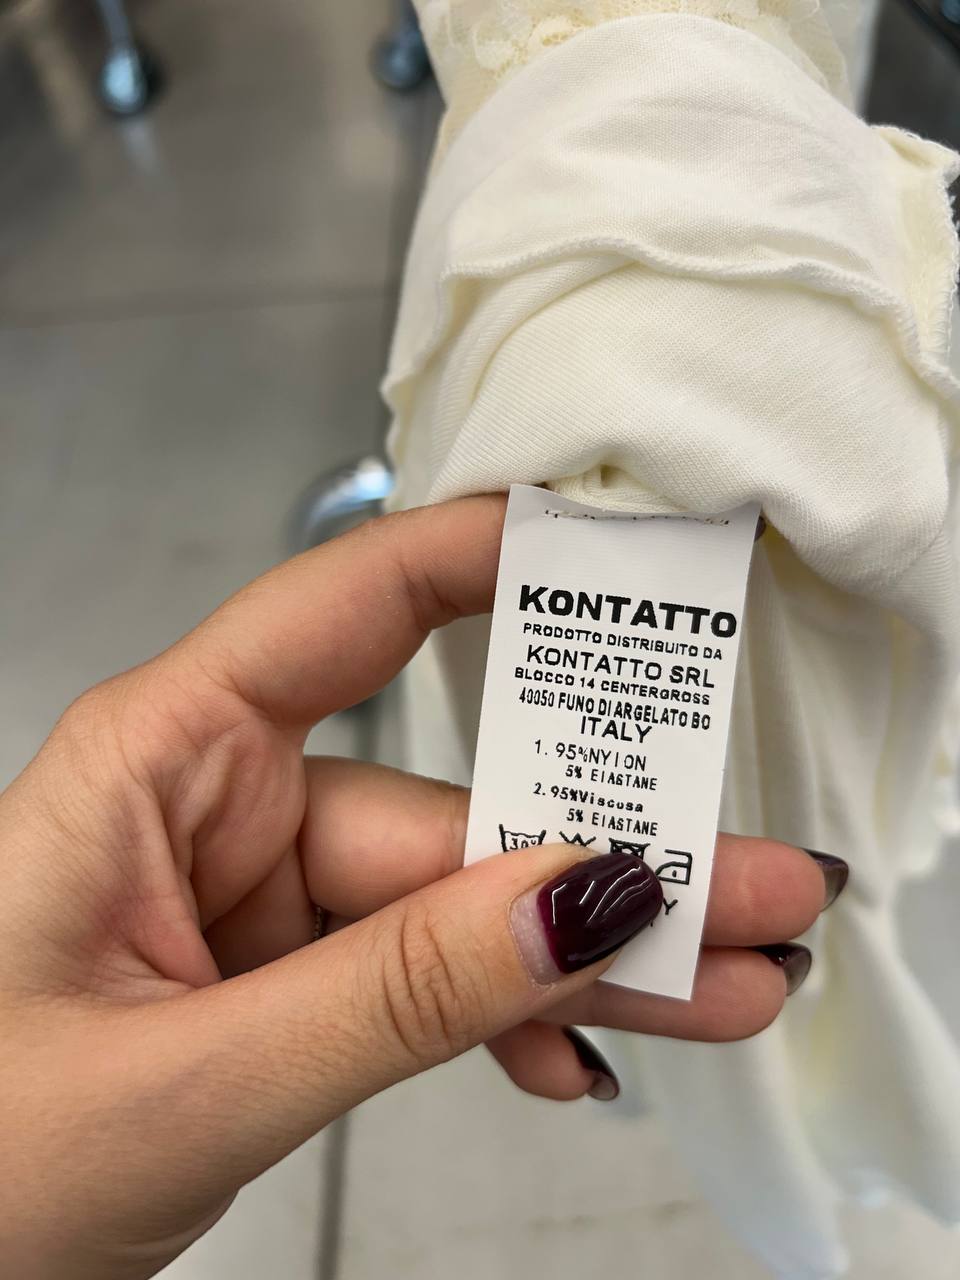 KONTATTO
PRODOTTO DISTRIBUITO DA
KONTATTO SRL
BLOCCO 14 CENTERGROSS
40050 FUNO DI ARGELATO BO
ITALY
1. 95%NYlON
5% ElASTANE
2. 95%Viscosa
5% ElASTANE
30°